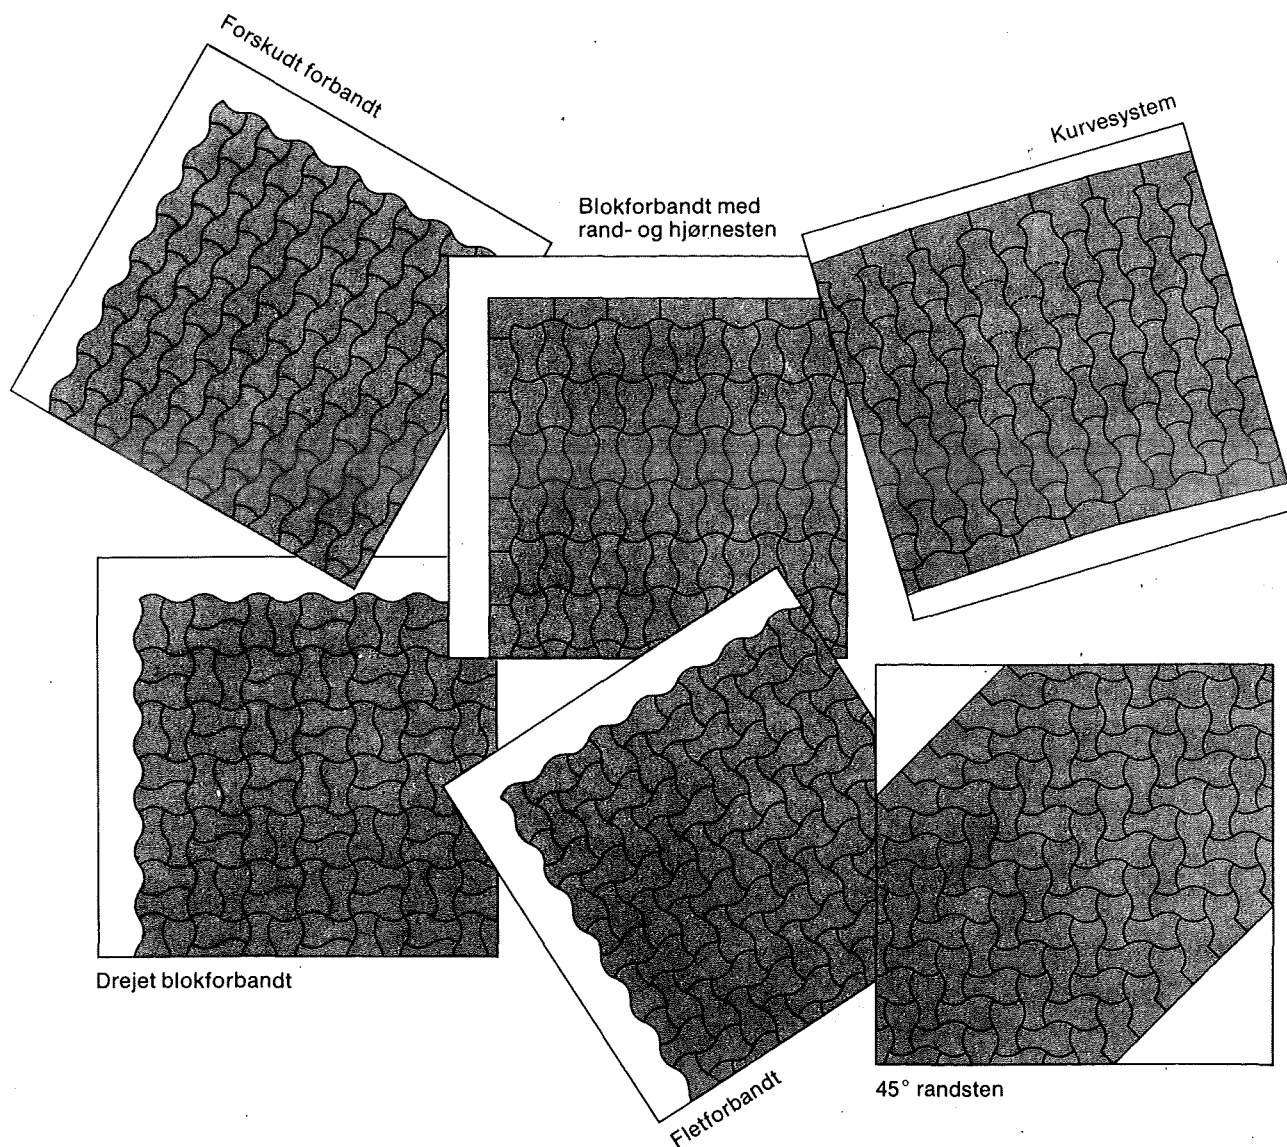 Forskudt forbandt
Kurvesystem
Blokforbandt med
rand- og hjørnesten
Drejet blokforbandt
Fletforbandt
45° randsten